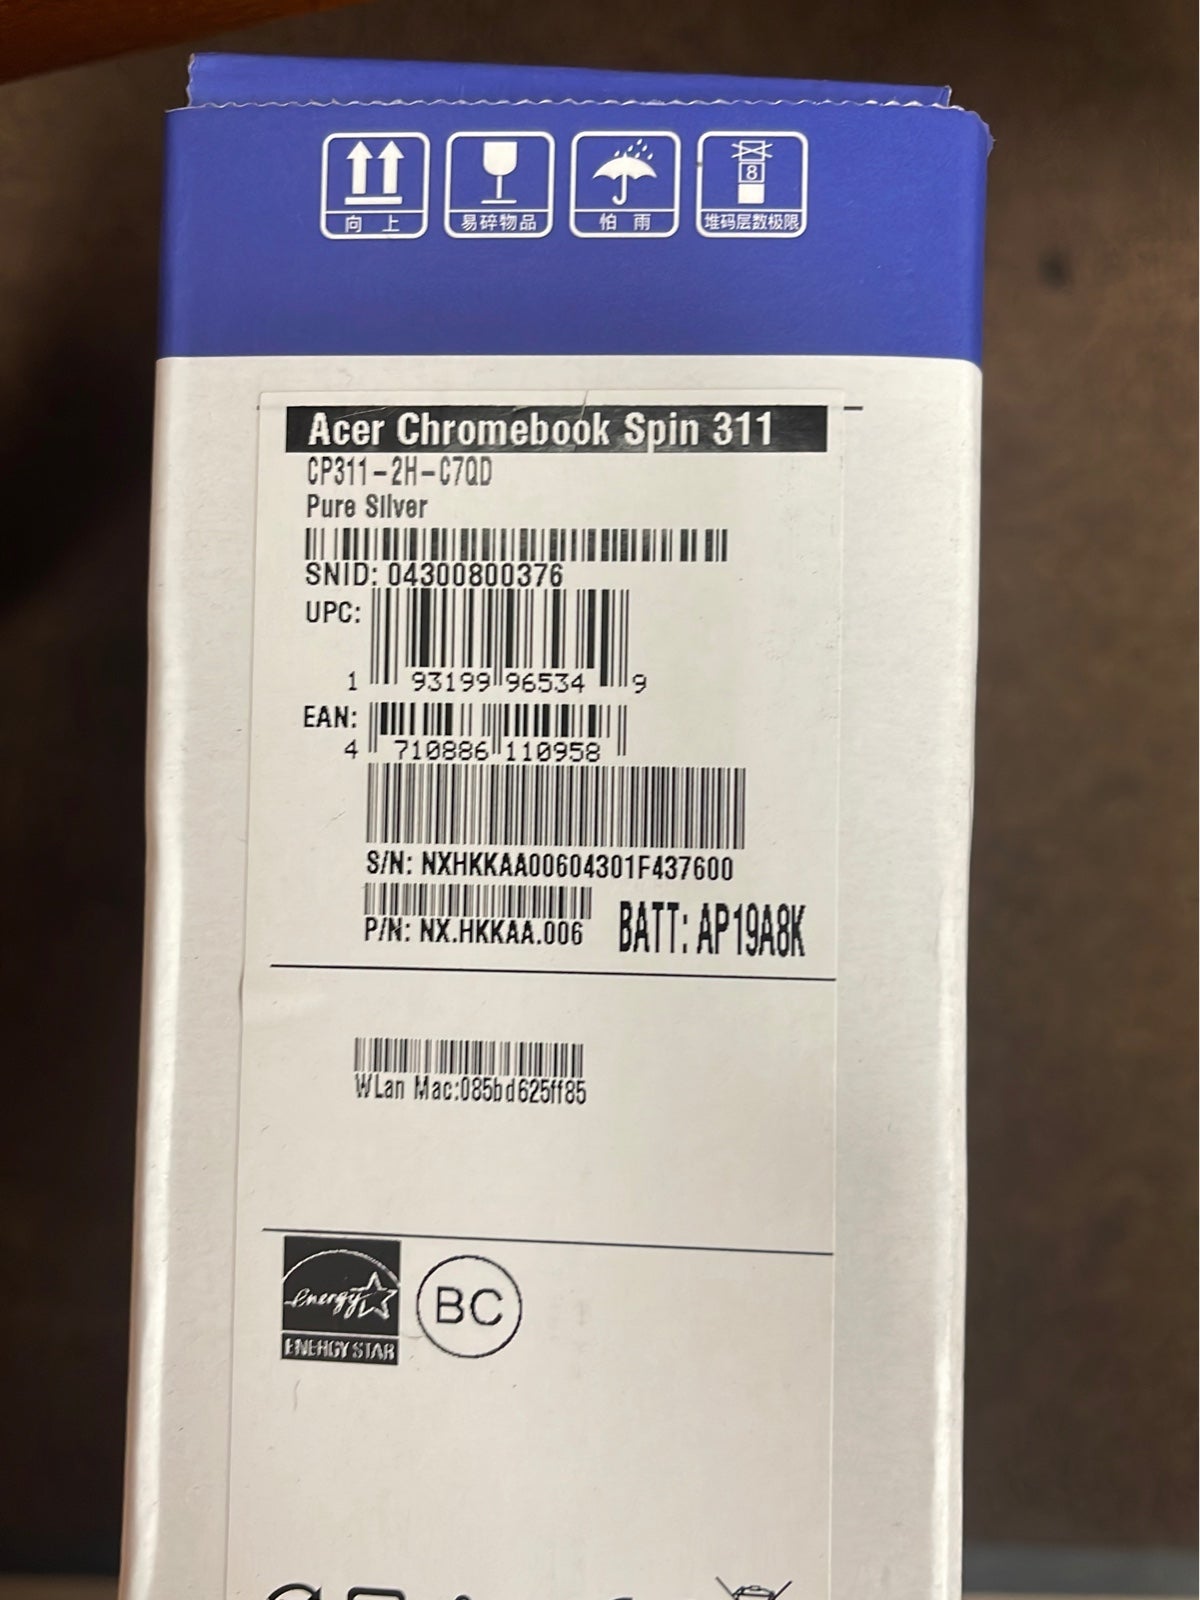 向 上
易碎物品
怕 雨
8
堆码层数极限
Acer Chromebook Spin 311
CP311-2H-C7QD
Pure Silver
SNID: 04300800376
UPC:
1 93199 96534 9
EAN:
4 710886 110958
S/N: NXHKKAA00604301F437600
P/N: NX.HKKAA.006
BATT: AP19A8K
WLan Mac:085bd625ff85
energy
ENERGY STAR
BC